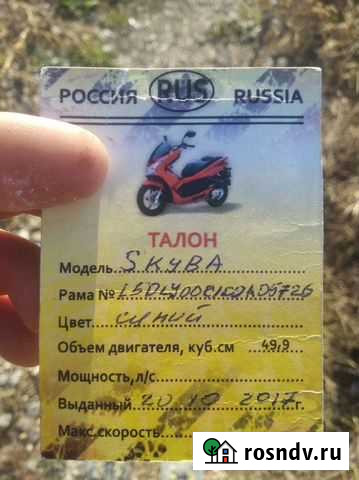 РОССИЯ RUS RUSSIA
ТАЛОН
Модель SKYBA
Рама №
Цвет синий
Объем двигателя, куб.см 49,9
Мощность,л/с
Выданный 20 10 2017 г.
Макс.скорость
rosndv.ru